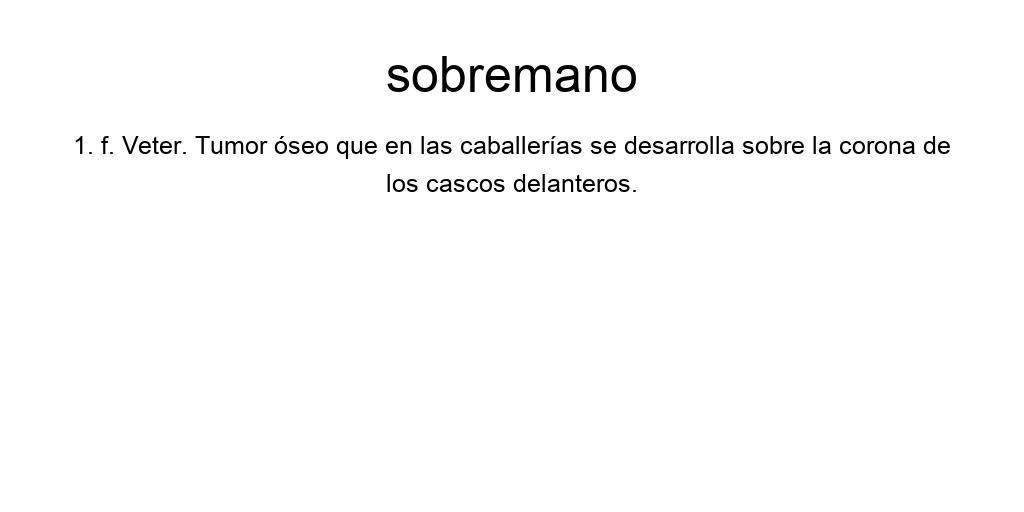 sobremano
1. f. Veter. Tumor óseo que en las caballerías se desarrolla sobre la corona de
los cascos delanteros.